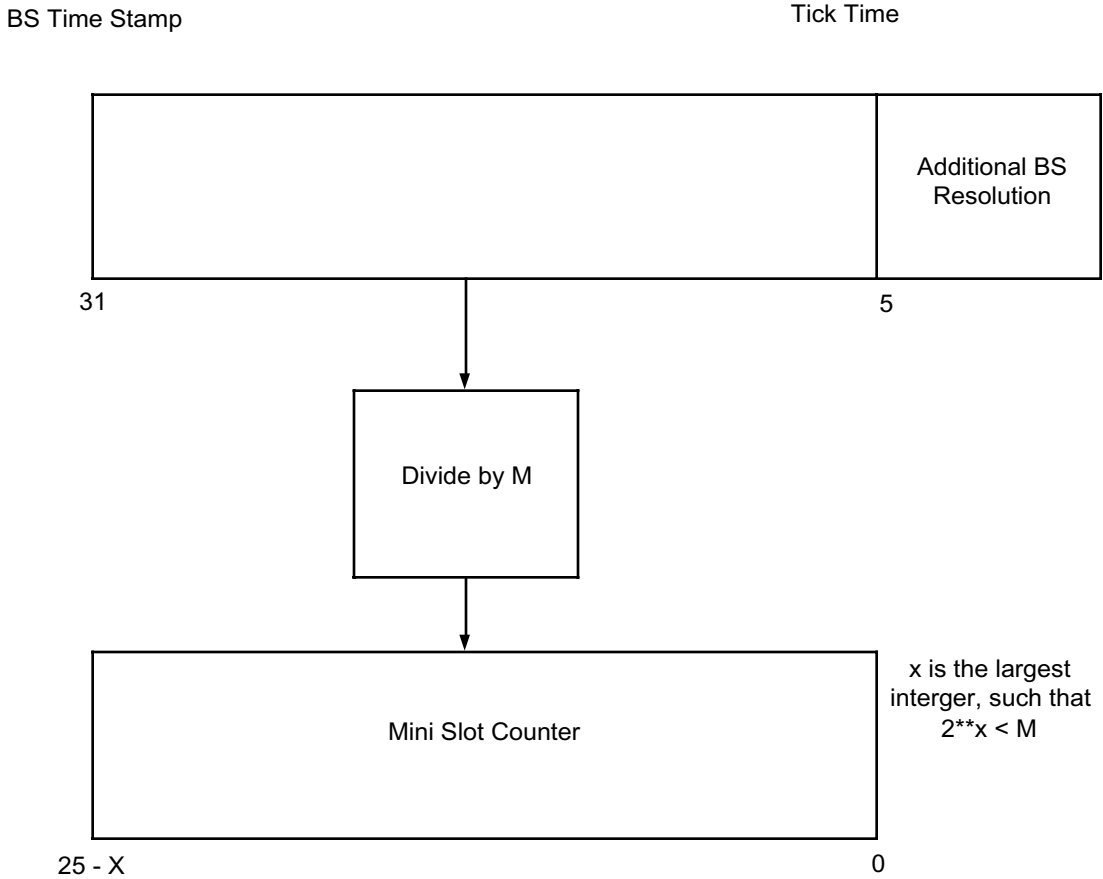 BS Time Stamp
Tick Time
Additional BS
Resolution
31
5
Divide by M
Mini Slot Counter
x is the largest
interger, such that
2**x < M
25 - X
0